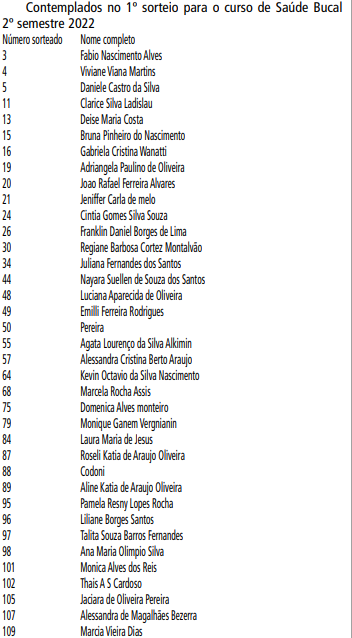 Contemplados no 1º sorteio para o curso de Saúde Bucal
2º semestre 2022
Número sorteado Nome completo
3 Fabio Nascimento Alves
4 Viviane Viana Martins
5 Daniele Castro da Silva
11 Clarice Silva Ladislau
13 Deise Maria Costa
15 Bruna Pinheiro do Nascimento
16 Gabriela Cristina Wanatti
19 Adriangela Paulino de Oliveira
20 Joao Rafael Ferreira Alvares
21 Jeniffer Carla de melo
24 Cintia Gomes Silva Souza
26 Franklin Daniel Borges de Lima
30 Regiane Barbosa Cortez Montalvão
34 Juliana Fernandes dos Santos
44 Nayara Suellen de Souza dos Santos
48 Luciana Aparecida de Oliveira
49 Emilli Ferreira Rodrigues
50 Pereira
55 Agata Lourenço da Silva Alkimin
57 Alessandra Cristina Berto Araujo
64 Kevin Octavio da Silva Nascimento
68 Marcela Rocha Assis
75 Domenica Alves monteiro
79 Monique Ganem Vergnianin
84 Laura Maria de Jesus
87 Roseli Katia de Araujo Oliveira
88 Codoni
89 Aline Katia de Araujo Oliveira
95 Pamela Resny Lopes Rocha
96 Liliane Borges Santos
97 Talita Souza Barros Fernandes
98 Ana Maria Olimpio Silva
101 Monica Alves dos Reis
102 Thais A S Cardoso
105 Jaciara de Oliveira Pereira
107 Alessandra de Magalhães Bezerra
109 Marcia Vieira Dias